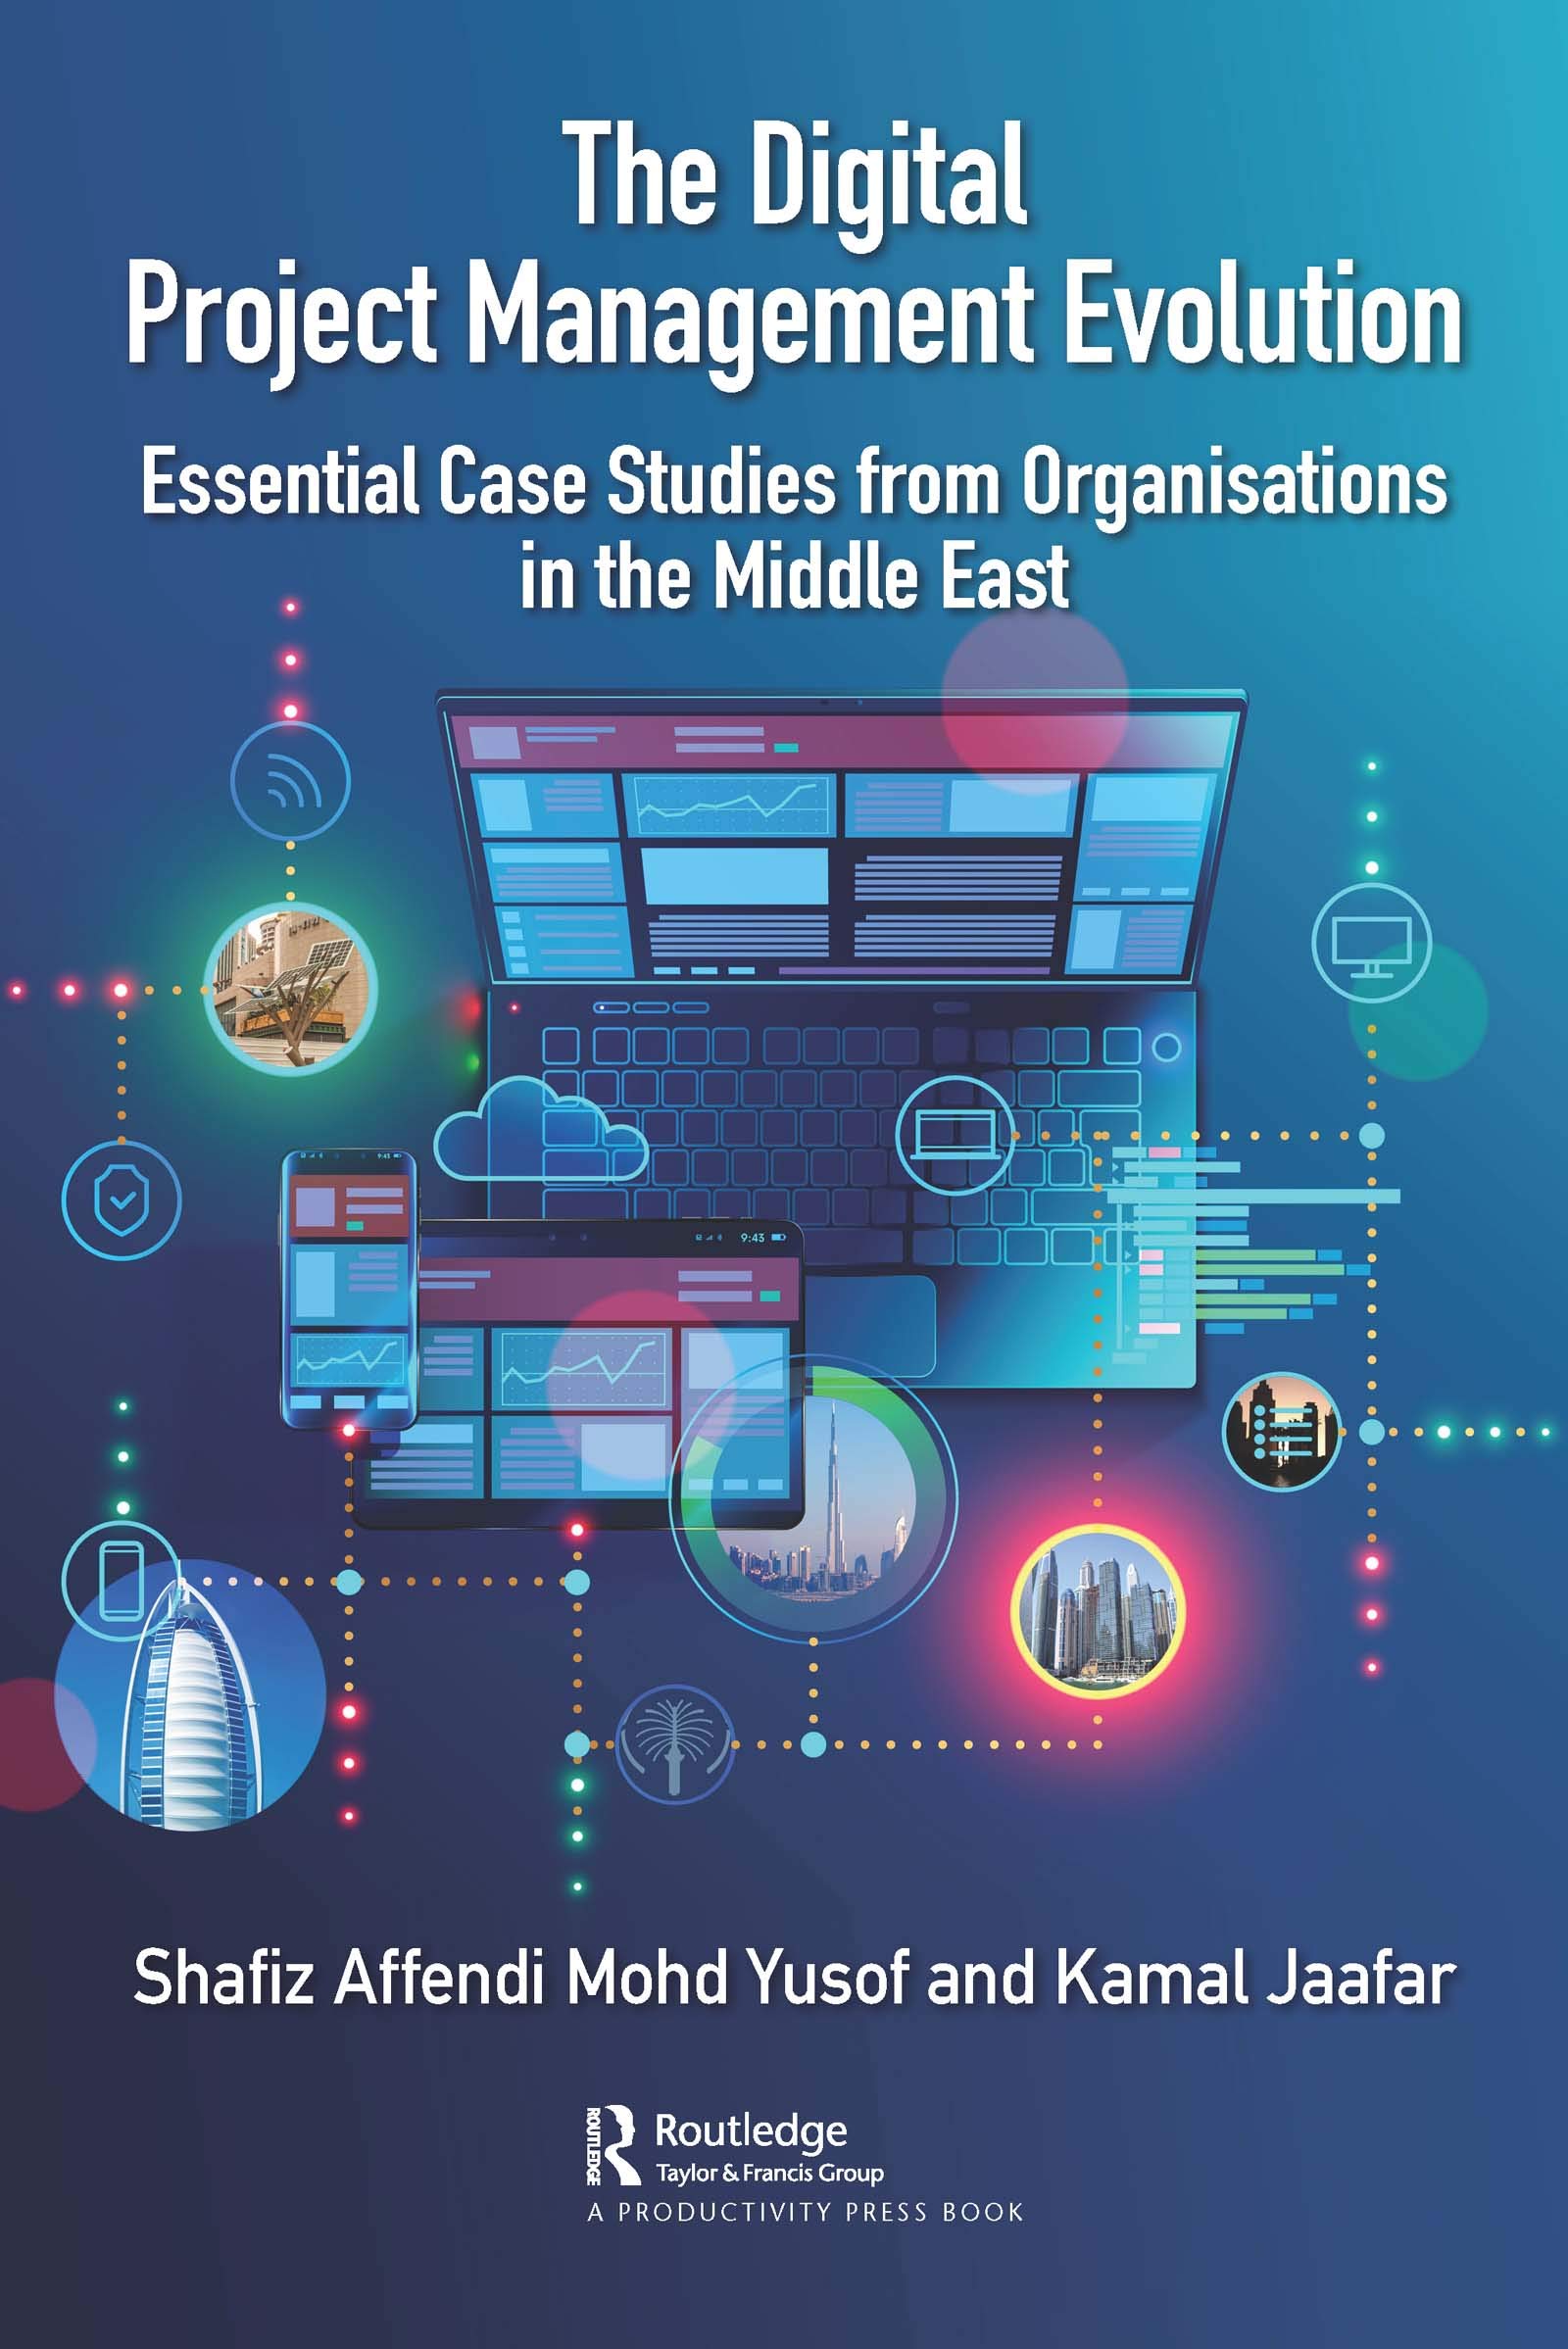 The Digital
Project Management Evolution
Essential Case Studies from Organisations
in the Middle East
9:43
9:43
Shafiz Affendi Mohd Yusof and Kamal Jaafar
ROUTLEDGE
Routledge
Taylor & Francis Group
A PRODUCTIVITY PRESS BOOK